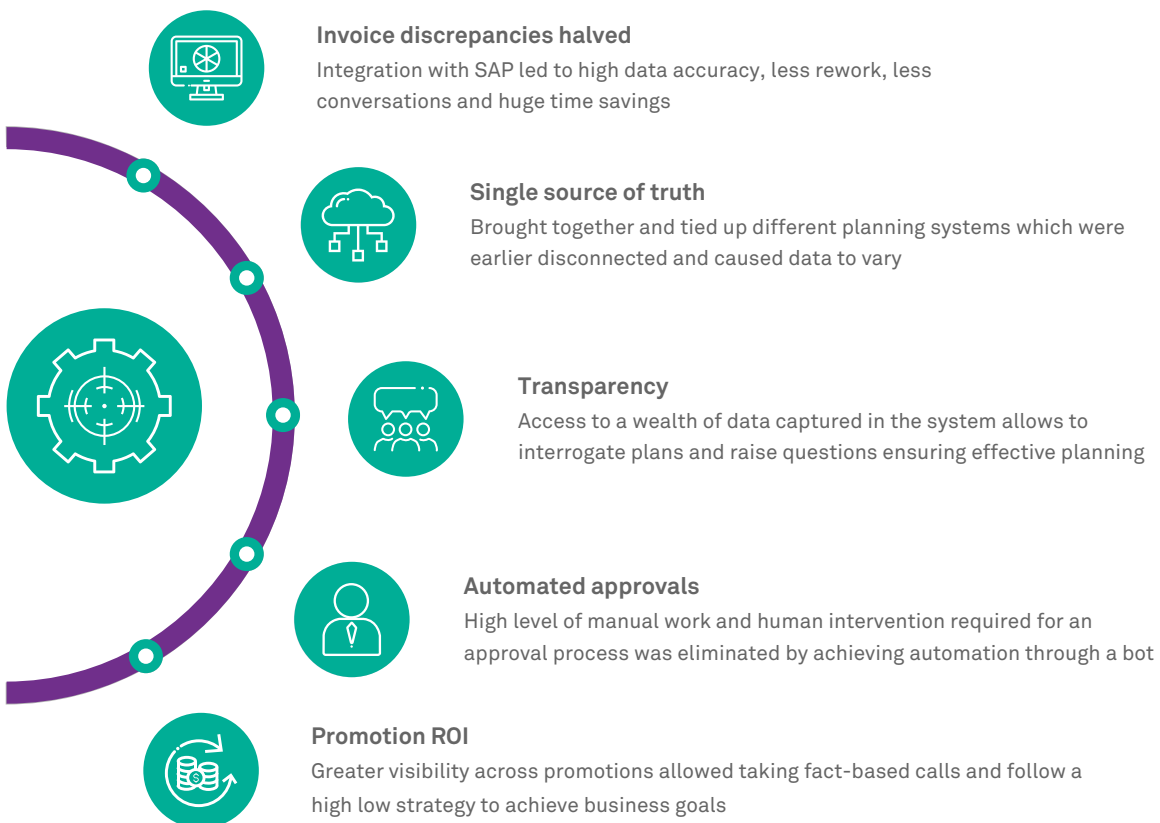 Invoice discrepancies halved
Integration with SAP led to high data accuracy, less rework, less
conversations and huge time savings
Single source of truth
Brought together and tied up different planning systems which were
earlier disconnected and caused data to vary
Transparency
Access to a wealth of data captured in the system allows to
interrogate plans and raise questions ensuring effective planning
Automated approvals
High level of manual work and human intervention required for an
approval process was eliminated by achieving automation through a bot
Promotion ROI
Greater visibility across promotions allowed taking fact-based calls and follow a
high low strategy to achieve business goals
$